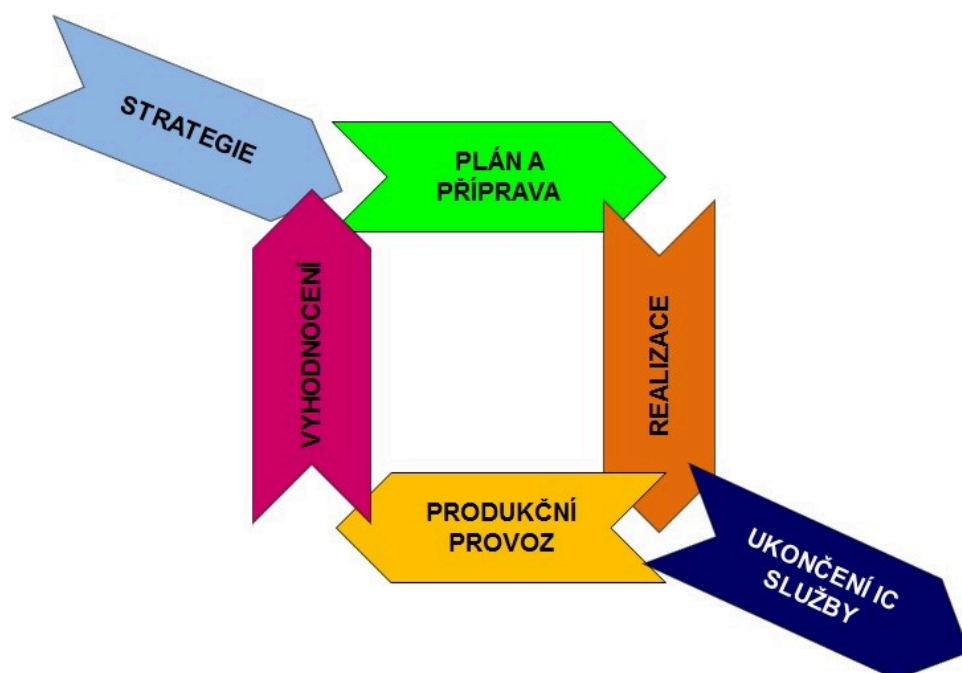 STRATEGIE
PLÁN A
PŘÍPRAVA
REALIZACE
PRODUKČNÍ
PROVOZ
VYHODNOCENÍ
UKONČENÍ IC
SLUŽBY